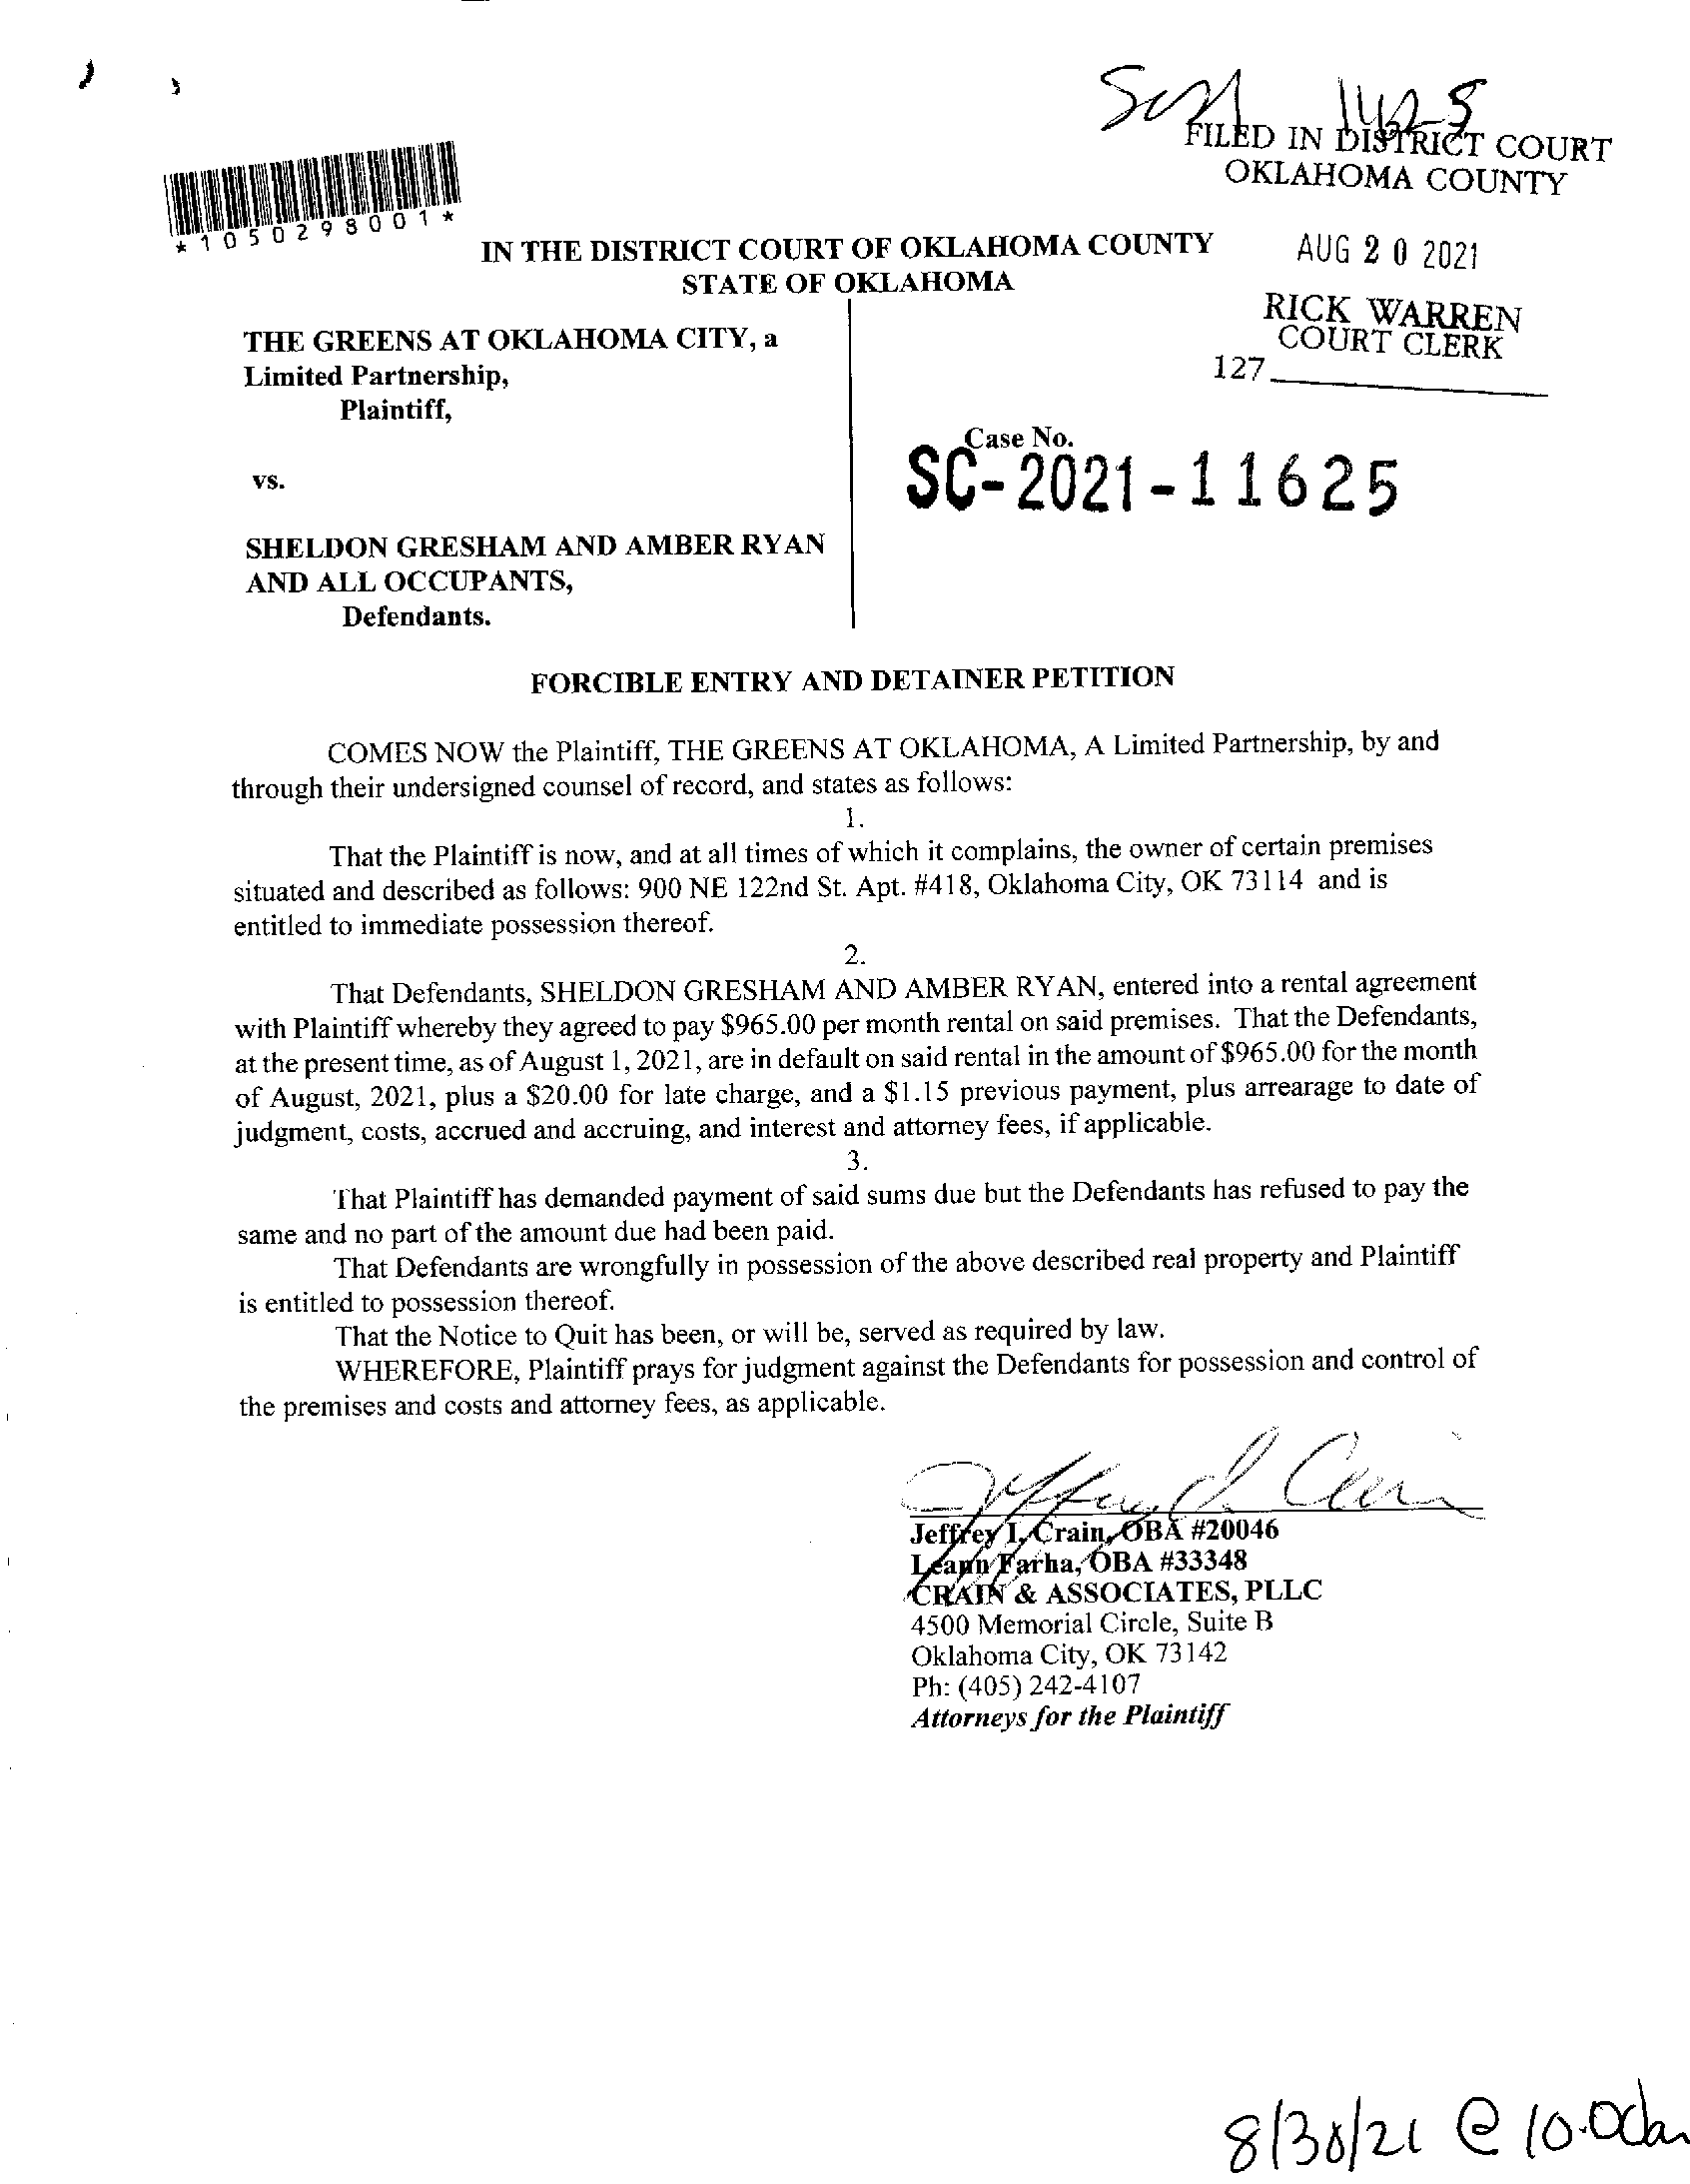 FILED IN DISTRICT COURT
OKLAHOMA COUNTY
*1050298001*
IN THE DISTRICT COURT OF OKLAHOMA COUNTY
STATE OF OKLAHOMA
AUG 20 2021
RICK WARREN
COURT CLERK
127
THE GREENS AT OKLAHOMA CITY, a
Limited Partnership,
Plaintiff,
vs.
SHELDON GRESHAM AND AMBER RYAN
AND ALL OCCUPANTS,
Defendants.
Case No.
SC-2021-11625
FORCIBLE ENTRY AND DETAINER PETITION
COMES NOW the Plaintiff, THE GREENS AT OKLAHOMA, A Limited Partnership, by and
through their undersigned counsel of record, and states as follows:
1.
That the Plaintiff is now, and at all times of which it complains, the owner of certain premises
situated and described as follows: 900 NE 122nd St. Apt. #418, Oklahoma City, OK 73114 and is
entitled to immediate possession thereof.
2.
That Defendants, SHELDON GRESHAM AND AMBER RYAN, entered into a rental agreement
with Plaintiff whereby they agreed to pay $965.00 per month rental on said premises. That the Defendants,
at the present time, as of August 1, 2021, are in default on said rental in the amount of $965.00 for the month
of August, 2021, plus a $20.00 for late charge, and a $1.15 previous payment, plus arrearage to date of
judgment, costs, accrued and accruing, and interest and attorney fees, if applicable.
3.
That Plaintiff has demanded payment of said sums due but the Defendants has refused to pay the
same and no part of the amount due had been paid.
That Defendants are wrongfully in possession of the above described real property and Plaintiff
is entitled to possession thereof.
That the Notice to Quit has been, or will be, served as required by law.
WHEREFORE, Plaintiff prays for judgment against the Defendants for possession and control of
the premises and costs and attorney fees, as applicable.
Jeffrey I. Crain, OBA #20046
Leann Farha, OBA #33348
CRAIN & ASSOCIATES, PLLC
4500 Memorial Circle, Suite B
Oklahoma City, OK 73142
Ph: (405) 242-4107
Attorneys for the Plaintiff
8/30/21 @ 10:00am